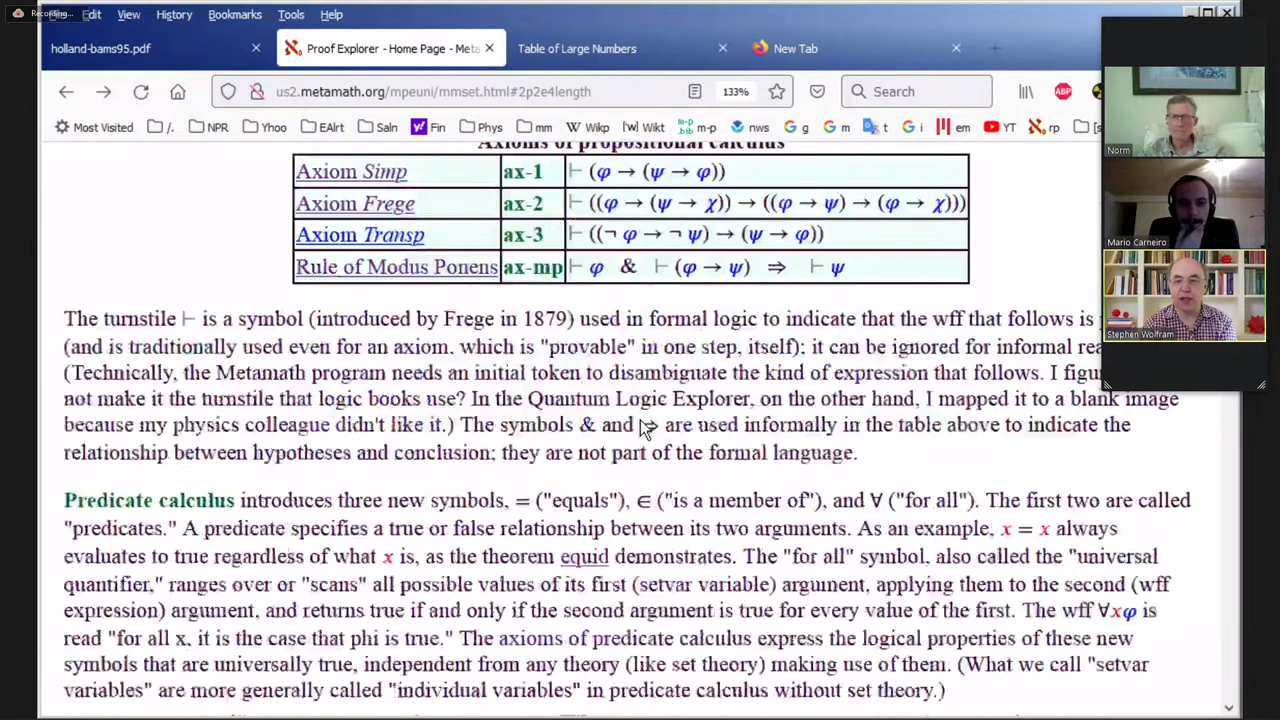 Recording...
Edit View History Bookmarks Tools Help
holland-bams95.pdf
Proof Explorer - Home Page - Meta
Table of Large Numbers
New Tab
us2.metamath.org/mpeuni/mmset.html#2p2e4length
133%
Search
ABP
Most Visited /. NPR Yhoo EAlrt Saln Fin Phys mm Wikp Wikt m-p nws g m t i em YT rp
Axioms of propositional calculus
Axiom Simp ax-1 ⊢ (φ → (ψ → φ))
Axiom Frege ax-2 ⊢ ((φ → (ψ → χ)) → ((φ → ψ) → (φ → χ)))
Axiom Transp ax-3 ⊢ ((¬ φ → ¬ ψ) → (ψ → φ))
Rule of Modus Ponens ax-mp ⊢ φ & ⊢ (φ → ψ) ⇒ ⊢ ψ
The turnstile ⊢ is a symbol (introduced by Frege in 1879) used in formal logic to indicate that the wff that follows is
(and is traditionally used even for an axiom, which is "provable" in one step, itself); it can be ignored for informal rea
(Technically, the Metamath program needs an initial token to disambiguate the kind of expression that follows. I figu
not make it the turnstile that logic books use? In the Quantum Logic Explorer, on the other hand, I mapped it to a blank image
because my physics colleague didn't like it.) The symbols & and ⇒ are used informally in the table above to indicate the
relationship between hypotheses and conclusion; they are not part of the formal language.
Predicate calculus introduces three new symbols, = ("equals"), ∈ ("is a member of"), and ∀ ("for all"). The first two are called
"predicates." A predicate specifies a true or false relationship between its two arguments. As an example, x = x always
evaluates to true regardless of what x is, as the theorem equid demonstrates. The "for all" symbol, also called the "universal
quantifier," ranges over or "scans" all possible values of its first (setvar variable) argument, applying them to the second (wff
expression) argument, and returns true if and only if the second argument is true for every value of the first. The wff ∀xφ is
read "for all x, it is the case that phi is true." The axioms of predicate calculus express the logical properties of these new
symbols that are universally true, independent from any theory (like set theory) making use of them. (What we call "setvar
variables" are more generally called "individual variables" in predicate calculus without set theory.)
Norm
Mario Carneiro
Stephen Wolfram